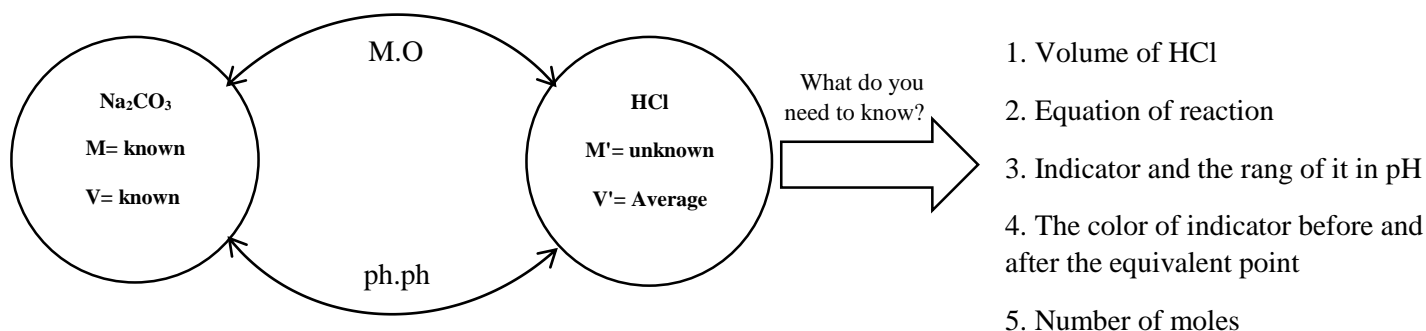 M.O
Na₂CO₃
M= known
V= known
HCl
M'= unknown
V'= Average
ph.ph
What do you
need to know?
1. Volume of HCl
2. Equation of reaction
3. Indicator and the rang of it in pH
4. The color of indicator before and
after the equivalent point
5. Number of moles